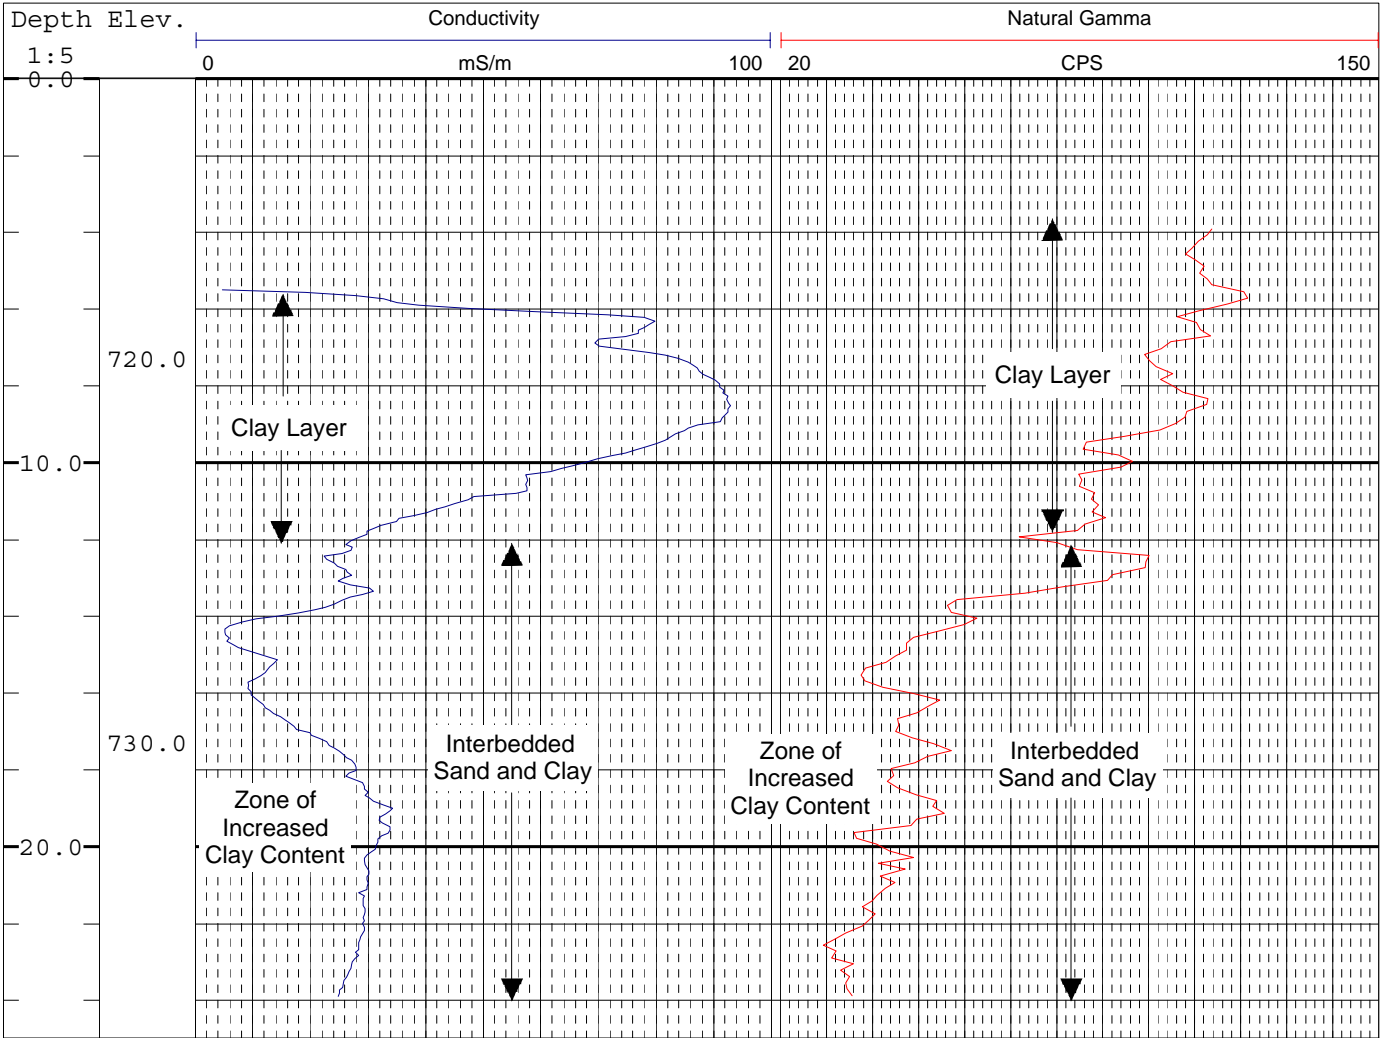 Depth Elev.
Conductivity
Natural Gamma
1:5
0 mS/m 100
20 CPS 150
0.0
720.0
Clay Layer
Clay Layer
10.0
730.0
Interbedded
Sand and Clay
Zone of
Increased
Clay Content
Interbedded
Sand and Clay
Zone of
Increased
Clay Content
20.0